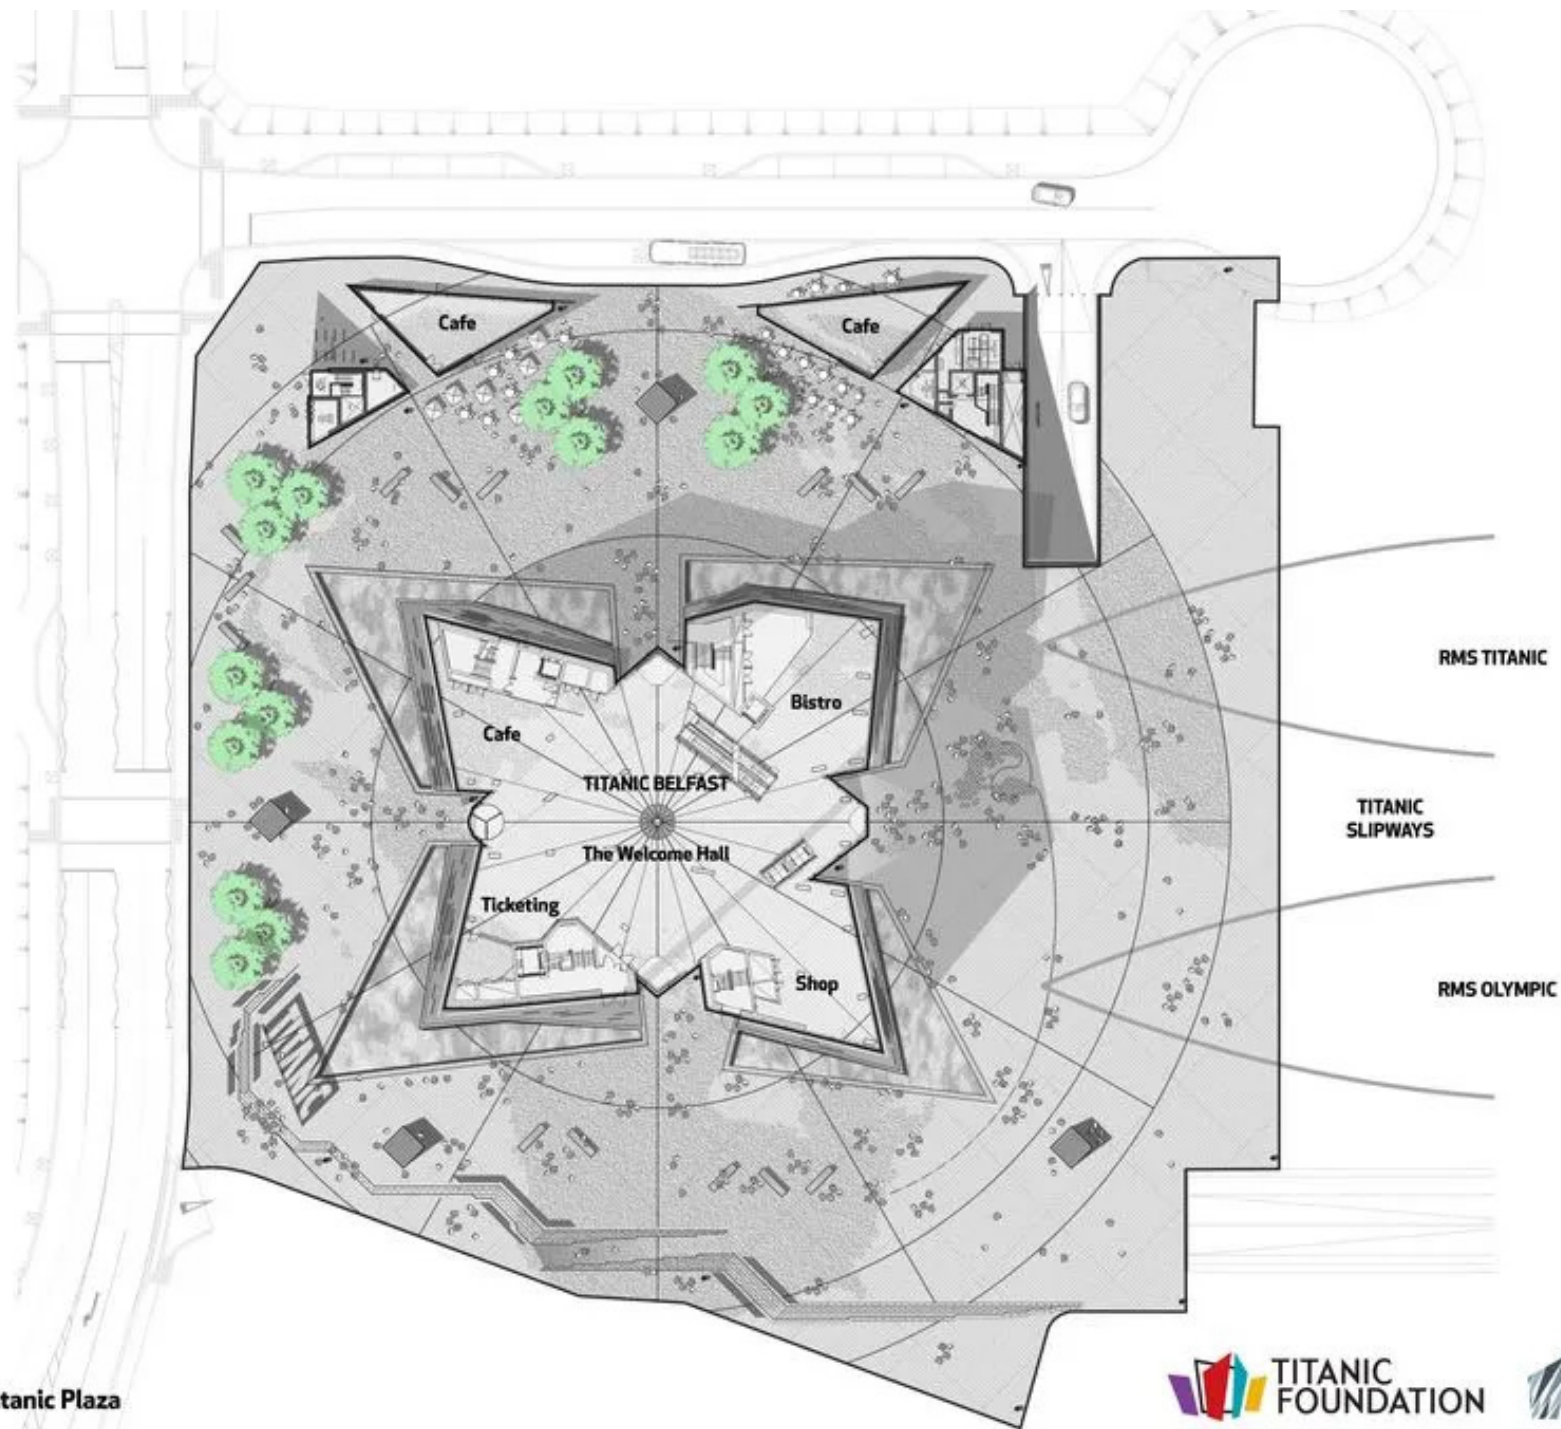 Cafe
Cafe
Bistro
Cafe
TITANIC BELFAST
The Welcome Hall
Ticketing
Shop
RMS TITANIC
TITANIC
SLIPWAYS
RMS OLYMPIC
TITANIC
tanic Plaza
TITANIC
FOUNDATION